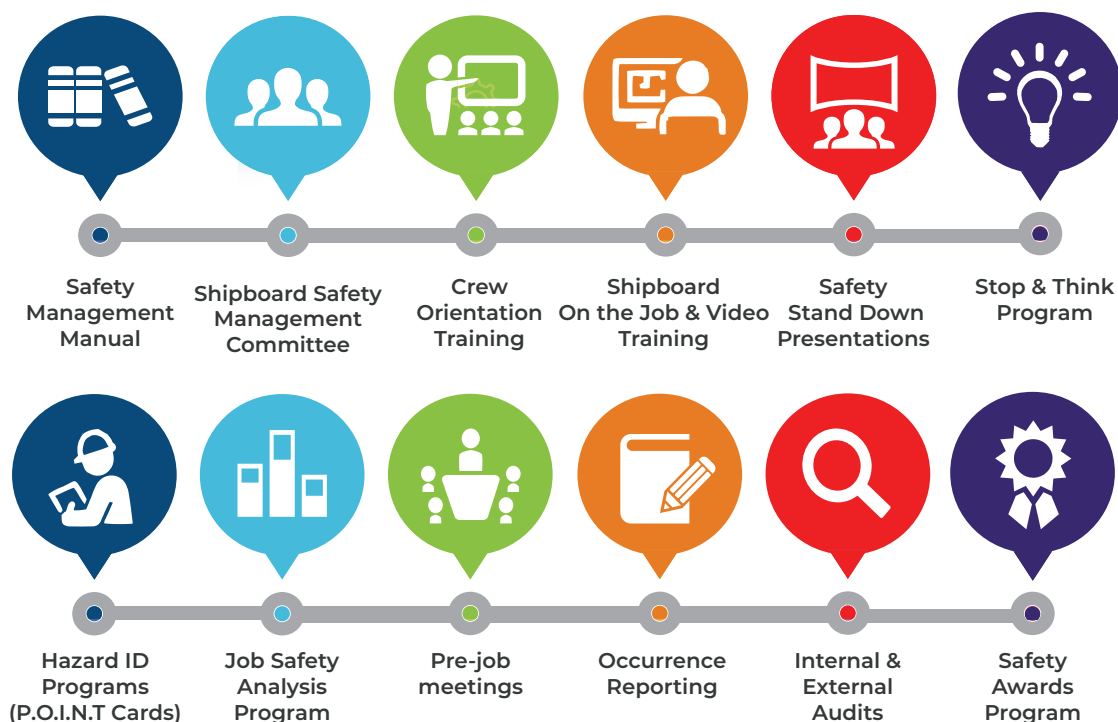 Safety
Management
Manual
Shipboard Safety
Management
Committee
Crew
Orientation
Training
Shipboard
On the Job & Video
Training
Safety
Stand Down
Presentations
Stop & Think
Program
Hazard ID
Programs
(P.O.I.N.T Cards)
Job Safety
Analysis
Program
Pre-job
meetings
Occurrence
Reporting
Internal &
External
Audits
Safety
Awards
Program